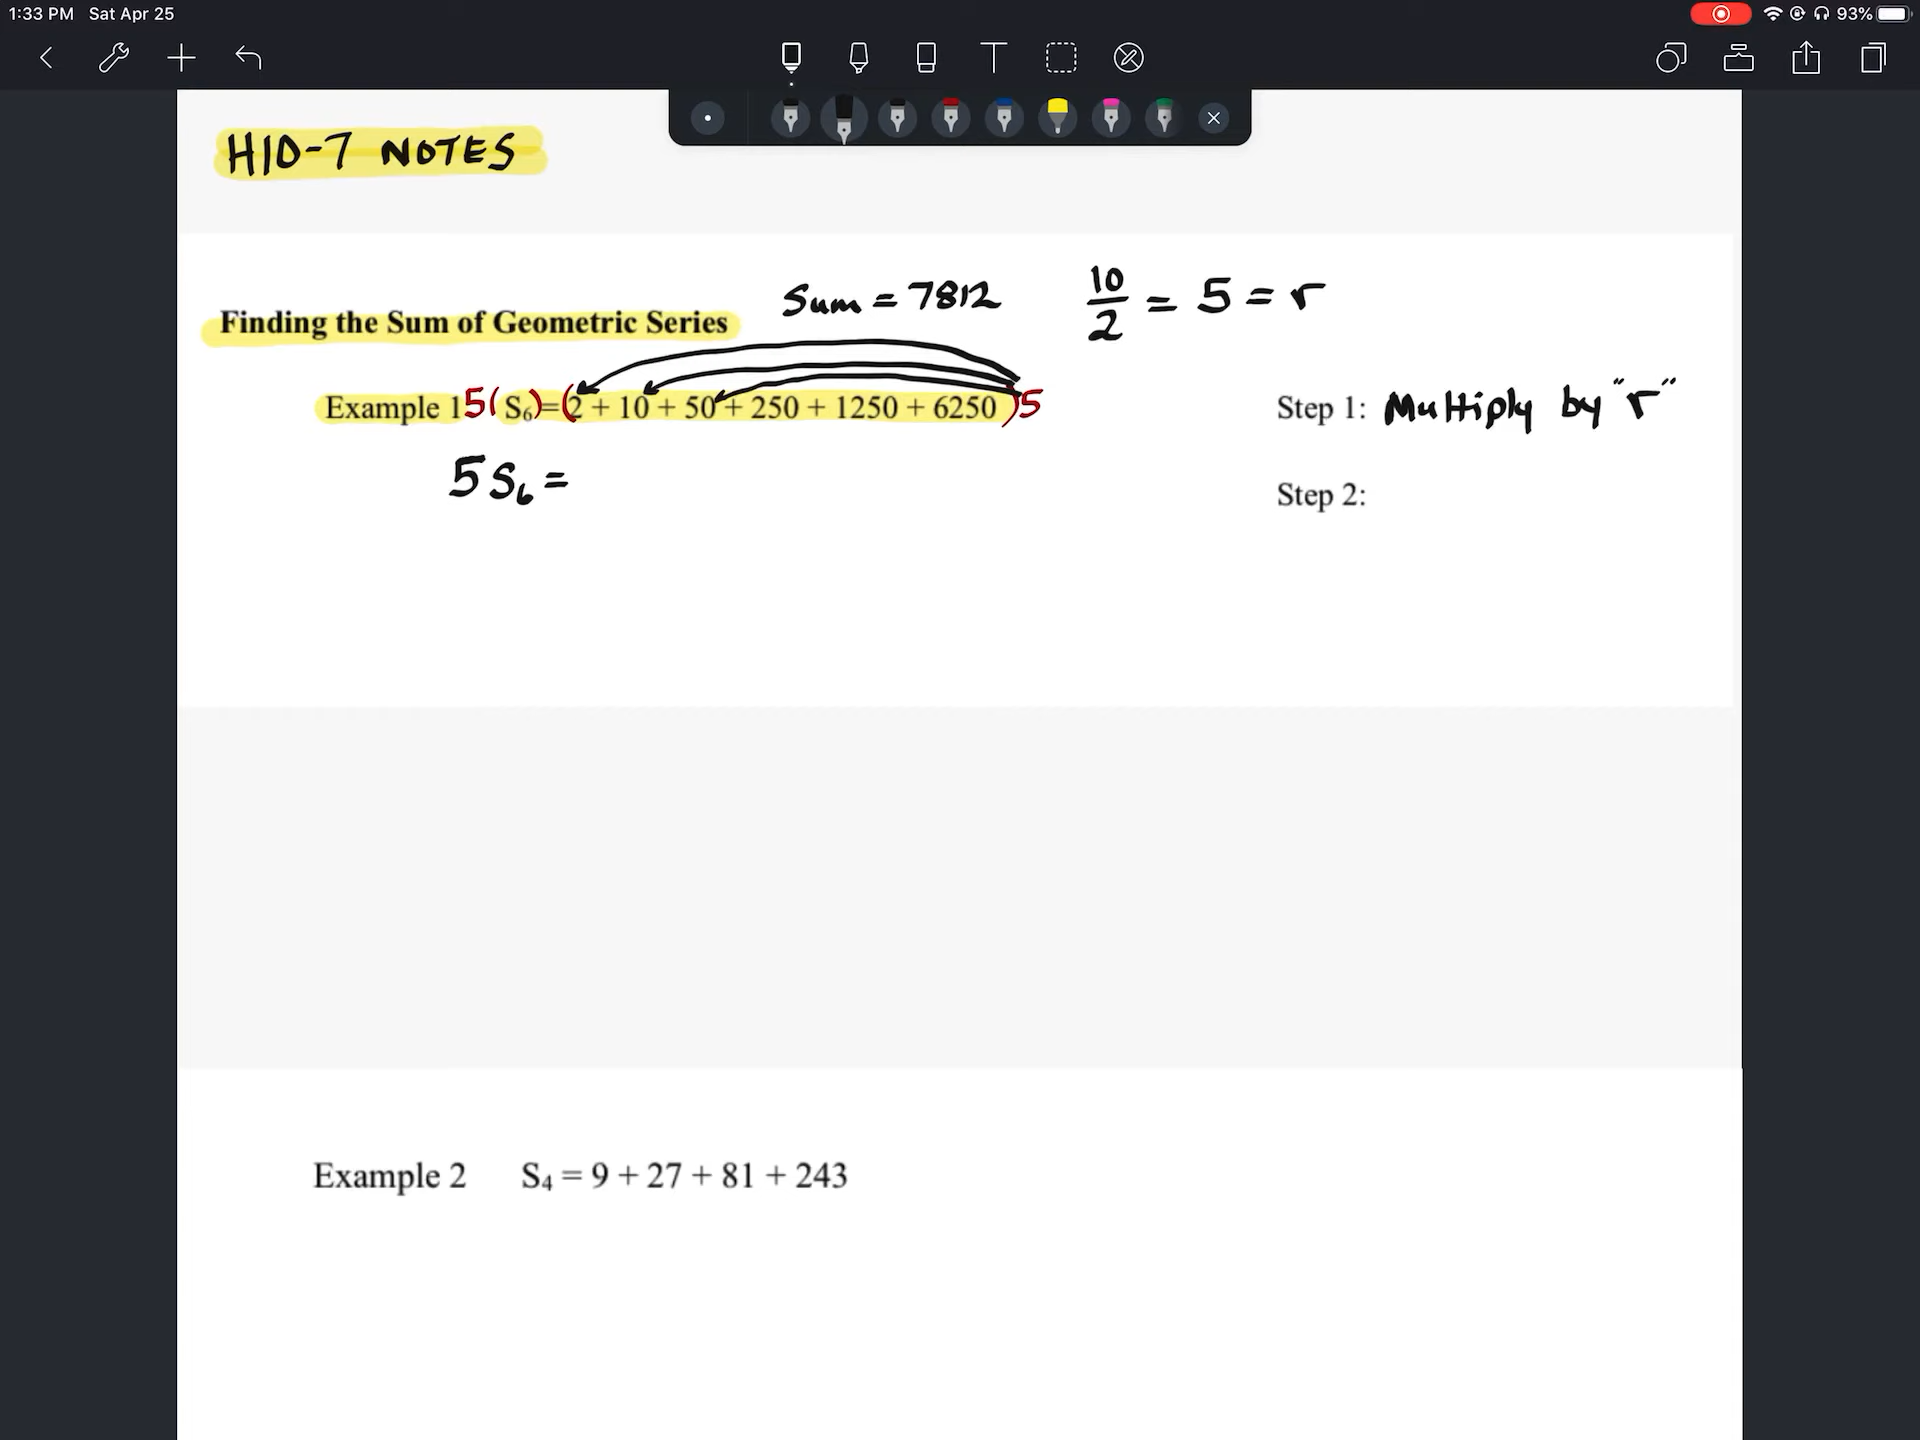 1:33 PM Sat Apr 25
93%
T
H10-7 NOTES
Sum = 7812
10/2 = 5 = r
Finding the Sum of Geometric Series
Example 1 5( S₆)=(2 + 10 + 50 + 250 + 1250 + 6250 )5
Step 1: Multiply by "r"
5S₆ =
Step 2:
Example 2 S₄ = 9 + 27 + 81 + 243